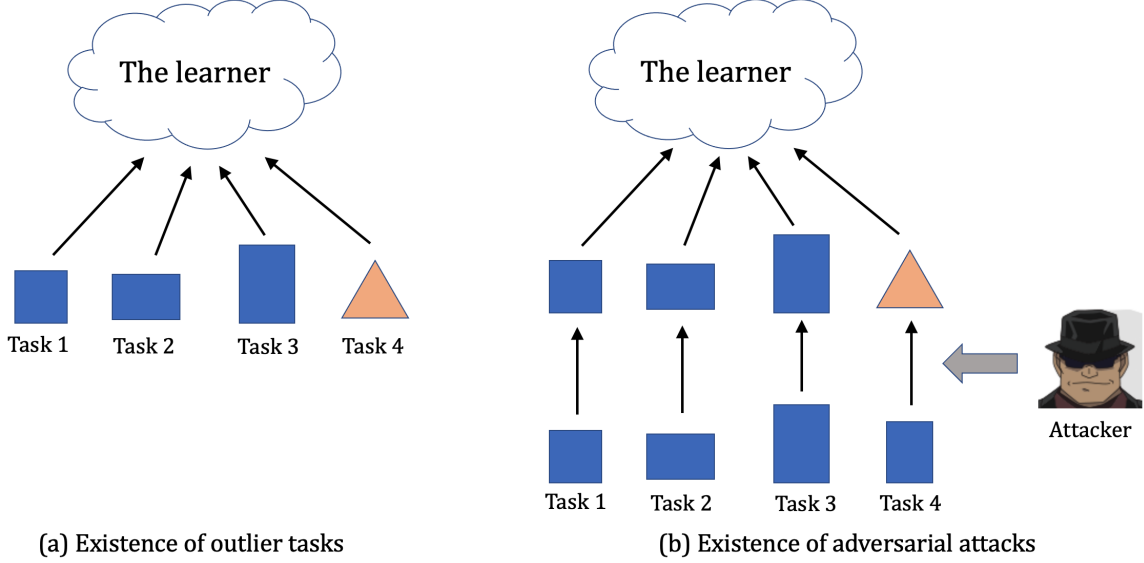 The learner
Task 1
Task 2
Task 3
Task 4
(a) Existence of outlier tasks
The learner
Attacker
Task 1
Task 2
Task 3
Task 4
(b) Existence of adversarial attacks